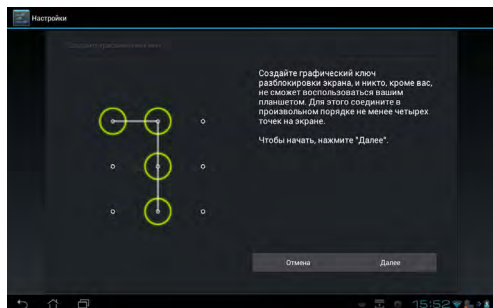 Настройки
Создайте графический ключ
разблокировки экрана, и никто, кроме вас,
не сможет воспользоваться вашим
планшетом. Для этого соедините в
произвольном порядке не менее четырех
точек на экране.
Чтобы начать, нажмите "Далее".
Отмена Далее
15:52